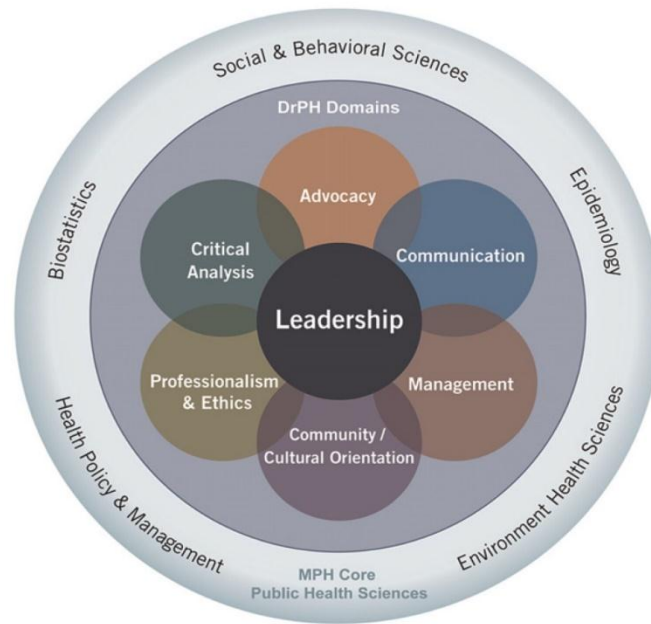 Social & Behavioral Sciences
DrPH Domains
Advocacy
Biostatistics
Epidemiology
Critical
Analysis
Communication
Leadership
Professionalism
& Ethics
Management
Community /
Cultural Orientation
Health Policy & Management
Environment Health Sciences
MPH Core
Public Health Sciences